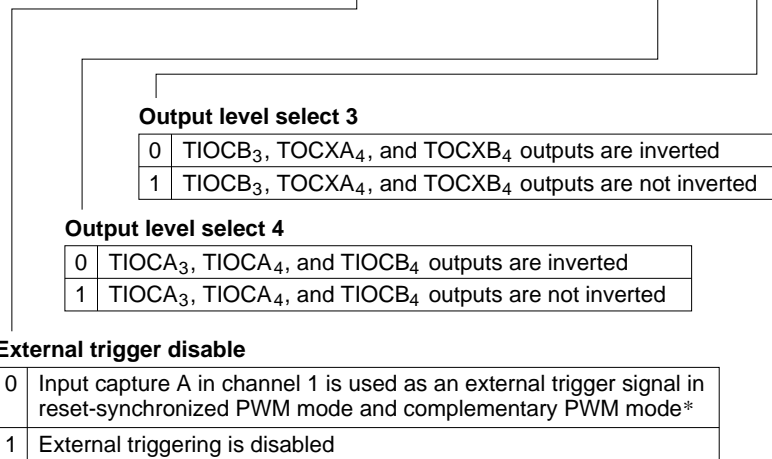 Output level select 3
0 TIOCB3, TOCXA4, and TOCXB4 outputs are inverted
1 TIOCB3, TOCXA4, and TOCXB4 outputs are not inverted
Output level select 4
0 TIOCA3, TIOCA4, and TIOCB4 outputs are inverted
1 TIOCA3, TIOCA4, and TIOCB4 outputs are not inverted
External trigger disable
0 Input capture A in channel 1 is used as an external trigger signal in
reset-synchronized PWM mode and complementary PWM mode*
1 External triggering is disabled